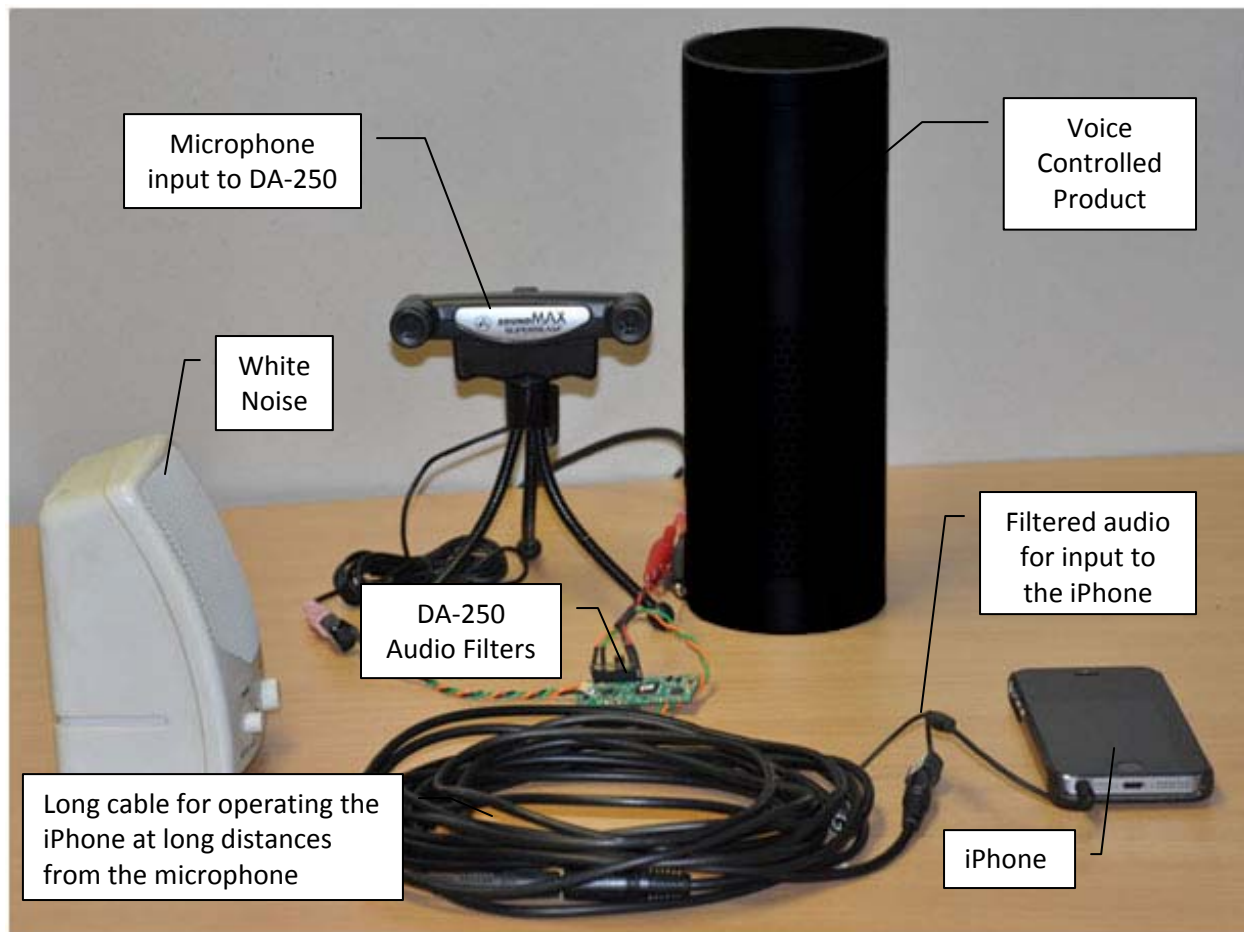 Microphone
input to DA-250
Voice
Controlled
Product
soundMAX
SUPERBEAM
White
Noise
Filtered audio
for input to
the iPhone
DA-250
Audio Filters
Long cable for operating the
iPhone at long distances
from the microphone
iPhone